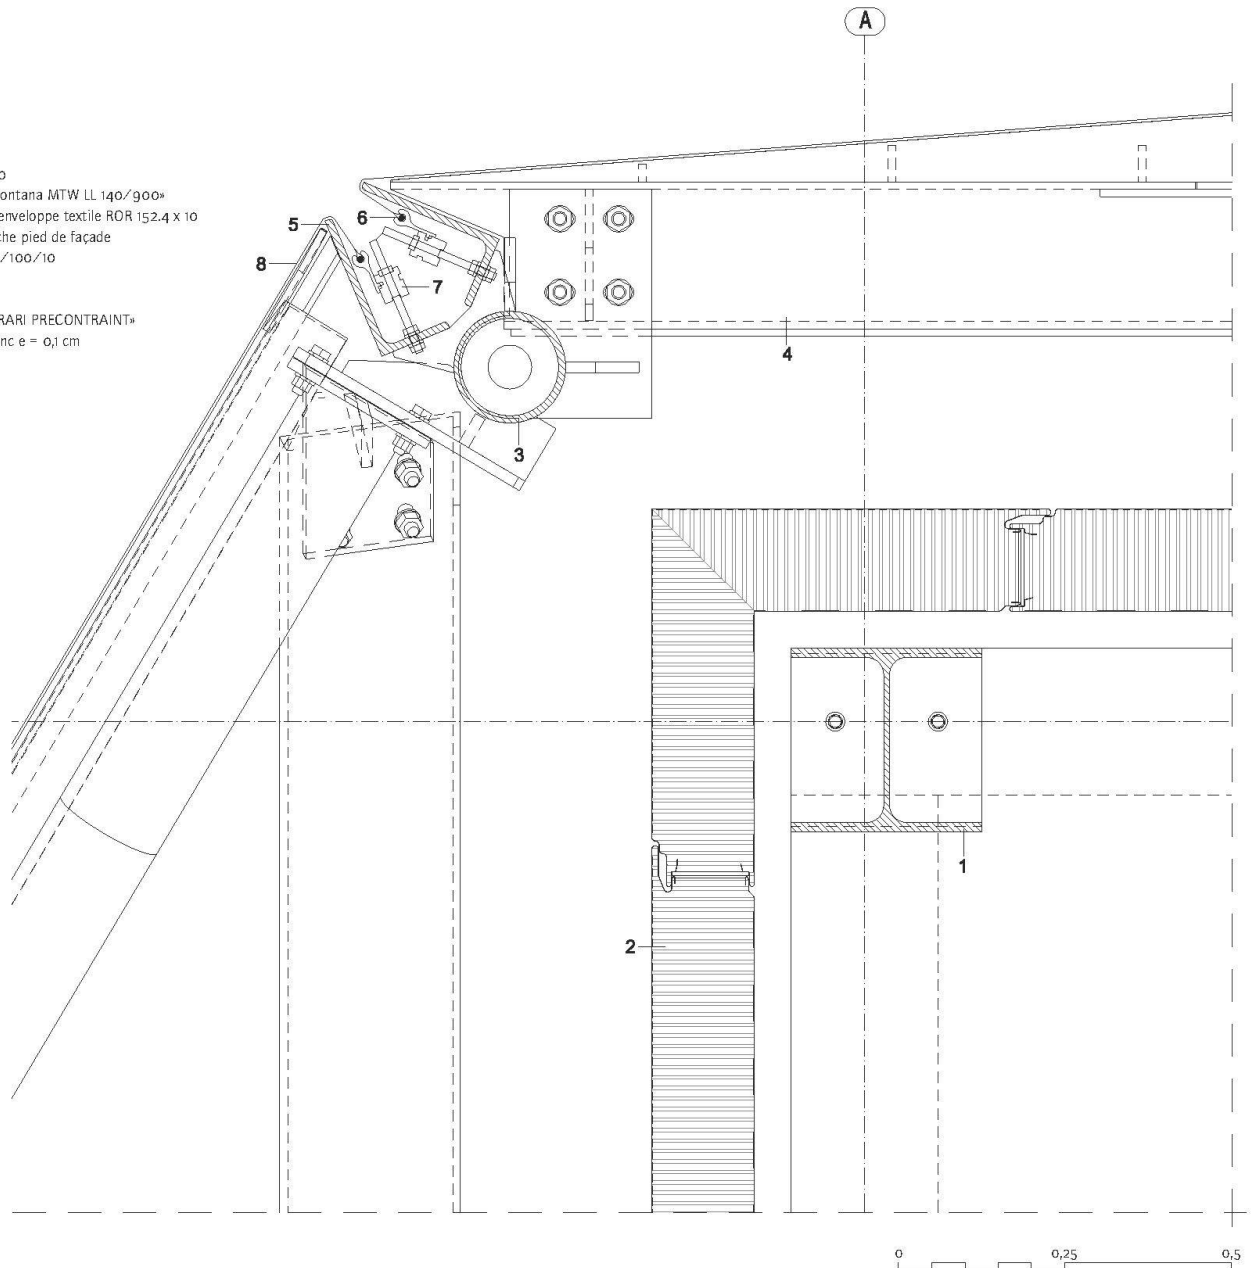 A
o
ontana MTW LL 140/900»
enveloppe textile ROR 152.4 x 10
che pied de façade
/100/10
RARI PRECONTRAINT»
nc e = 0,1 cm
5
6
8
7
4
3
1
2
0 0,25 0,5